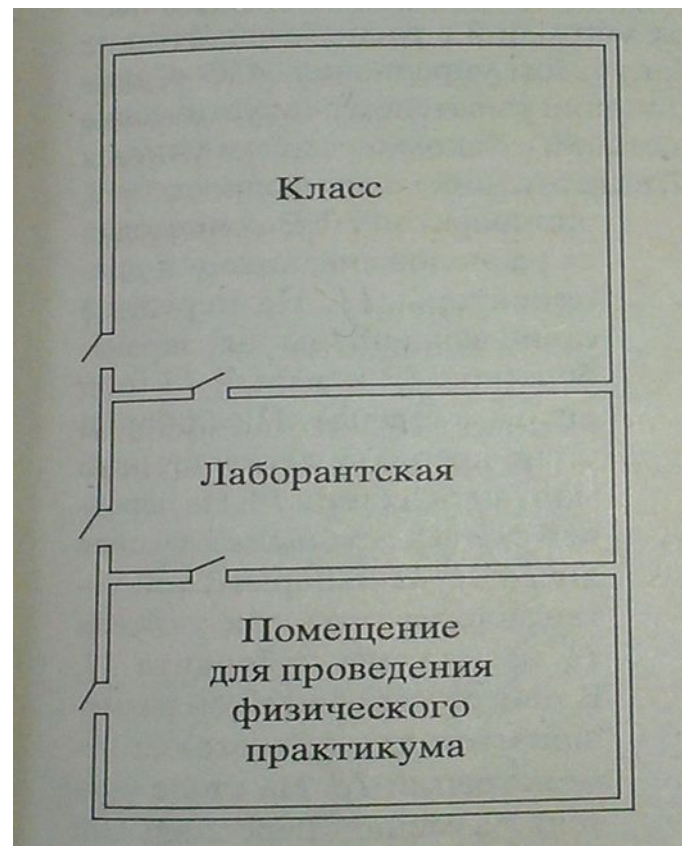 Класс
Лаборантская
Помещение
для проведения
физического
практикума